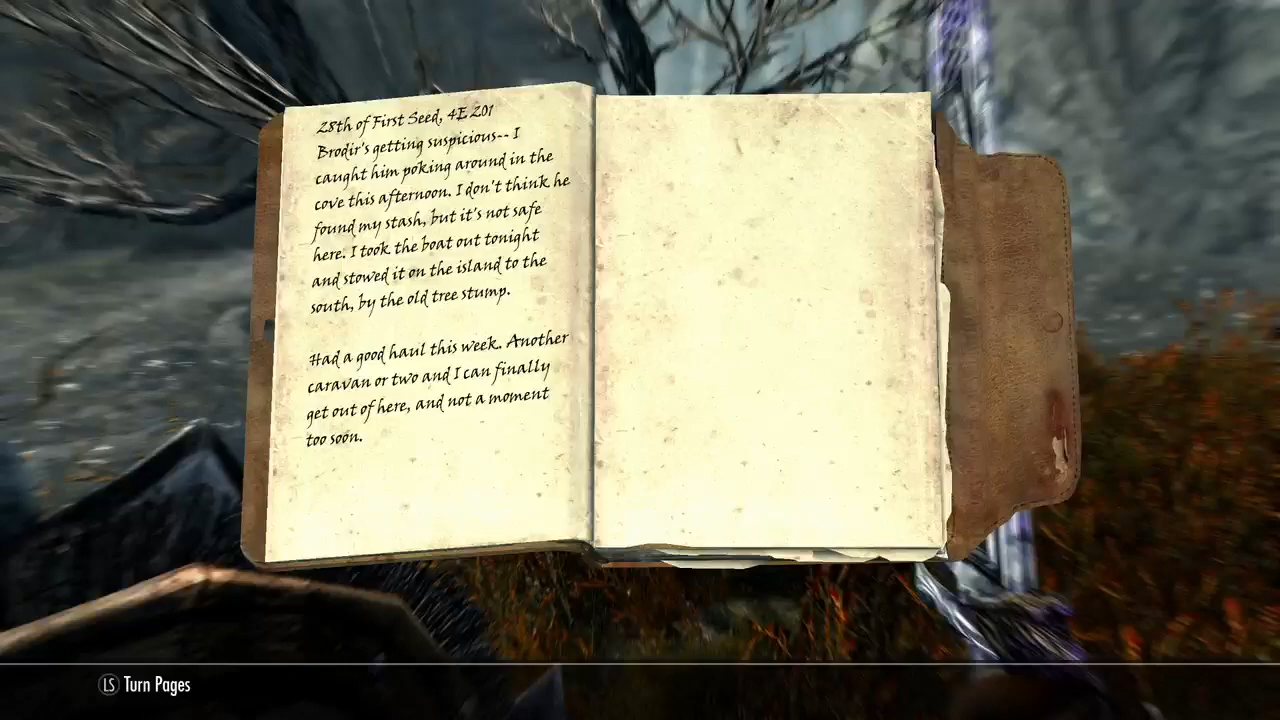 28th of First Seed, 4E 201
Brodir's getting suspicious-- I
caught him poking around in the
cove this afternoon. I don't think he
found my stash, but it's not safe
here. I took the boat out tonight
and stowed it on the island to the
south, by the old tree stump.
Had a good haul this week. Another
caravan or two and I can finally
get out of here, and not a moment
too soon.
LS Turn Pages